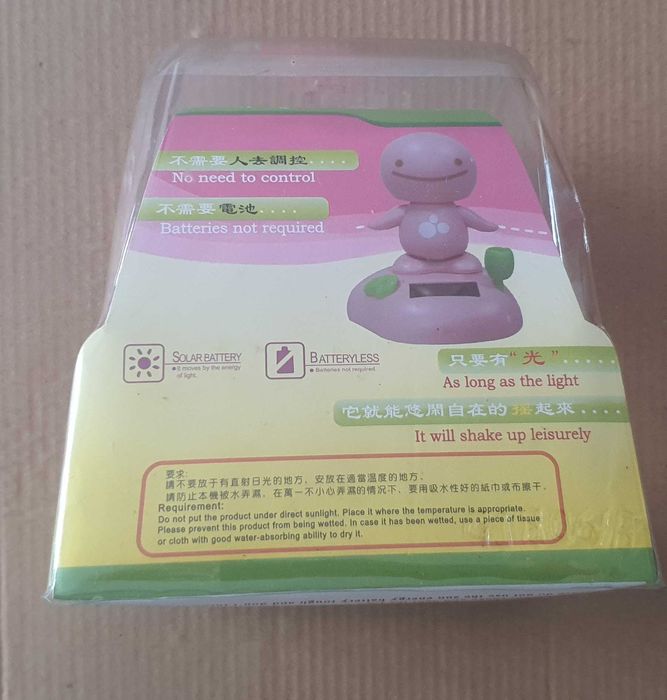 不需要人去調控....
No need to control
不需要電池....
Batteries not required
SOLAR BATTERY
It moves by the energy
of light.
BATTERYLESS
Batteries not required.
只要有"光".....
As long as the light
它就能悠閑自在的搖起來....
It will shake up leisurely
要求:
請不要放于有直射日光的地方、安放在適當溫度的地方、
請防止本機被水弄濕、在萬一不小心弄濕的情況下、要用吸水性好的紙巾或布擦干。
Requirement:
Do not put the product under direct sunlight. Place it where the temperature is appropriate.
Please prevent this product from being wetted. In case it has been wetted, use a piece of tissue
or cloth with good water-absorbing ability to dry it.